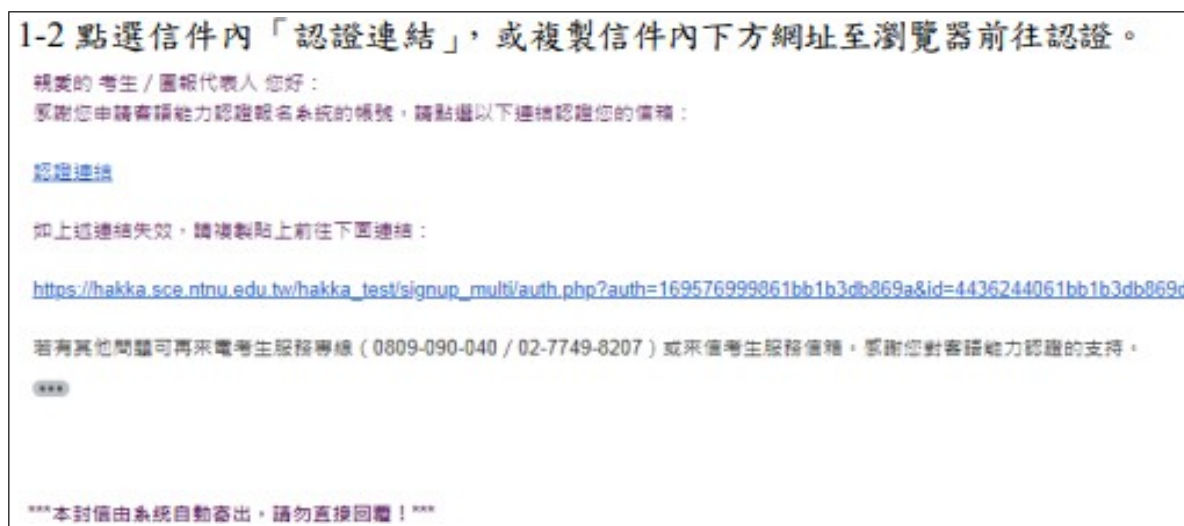 1-2 點選信件內「認證連結」，或複製信件內下方網址至瀏覽器前往認證。
親愛的 考生 / 團報代表人 您好：
感謝您申請客語能力認證報名系統的帳號，請點選以下連結認證您的信箱：
認證連結
如上述連結失效，請複製貼上前往下面連結：
https://hakka.sce.ntnu.edu.tw/hakka_test/signup_multi/auth.php?auth=169576999861bb1b3db869a&id=4436244061bb1b3db869d
若有其他問題可再來電考生服務專線（0809-090-040 / 02-7749-8207）或來信考生服務信箱，感謝您對客語能力認證的支持。
***本封信由系統自動寄出，請勿直接回覆！***